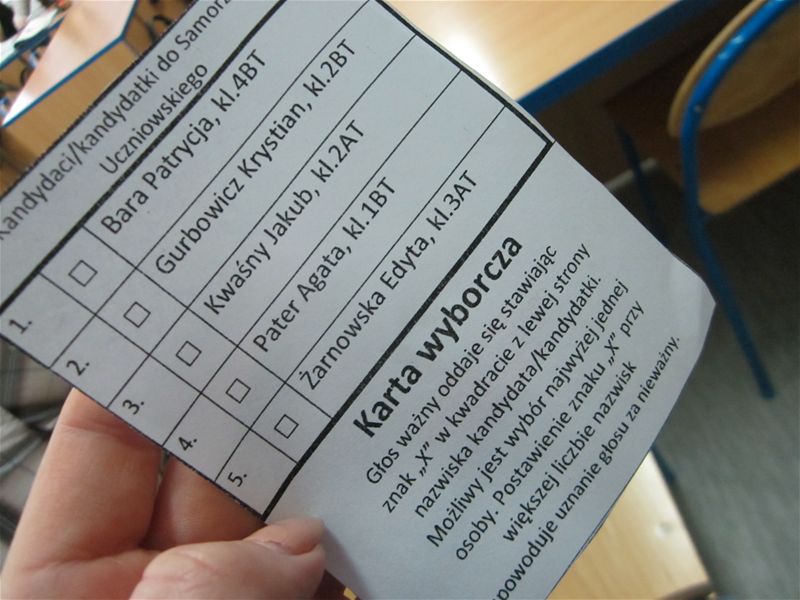 Kandydaci/kandydatki do Samorz
Uczniowskiego
1. Bara Patrycja, kl.4BT
2. Gurbowicz Krystian, kl.2BT
3. Kwaśny Jakub, kl.2AT
4. Pater Agata, kl.1BT
5. Żarnowska Edyta, kl.3AT
Karta wyborcza
Głos ważny oddaje się stawiając
znak „X” w kwadracie z lewej strony
nazwiska kandydata/kandydatki.
Możliwy jest wybór najwyżej jednej
osoby. Postawienie znaku „X” przy
większej liczbie nazwisk
powoduje uznanie głosu za nieważny.